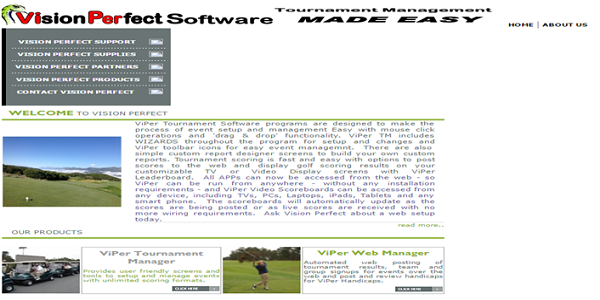 VisionPerfect Software
Tournament Management
MADE EASY
HOME | ABOUT US
VISION PERFECT SUPPORT
VISION PERFECT SUPPLIES
VISION PERFECT PARTNERS
VISION PERFECT PRODUCTS
CONTACT VISION PERFECT
WELCOME TO VISION PERFECT
ViPer Tournament Software programs are designed to make the
process of event setup and management Easy with mouse click
operations and 'drag & drop' functionality. ViPer TM includes
WIZARDS throughout the program for setup and changes and
ViPer toolbar icons for easy event managemnt. There are also
simple custom report designer screens to build your own custom
reports. Tournament scoring is fast and easy with options to post
scores to the web and display golf scoring results on your
customizable TV or Video Display screens with ViPer
Leaderboard. All APPs can now be accessed from the web - so
ViPer can be run from anywhere - without any installation
requirements - and ViPer Video Scoreboards can be accessed from
any device, including TVs, PCs, Laptops, iPads, Tablets and any
smart phone. The scoreboards will automatically update as the
scores are being posted or as live scores are received with no
more wiring requirements. Ask Vision Perfect about a web setup
today.
read more..
OUR PRODUCTS
ViPer Tournament
Manager
Provides user friendly screens and
tools to setup and manage events
with unlimited scoring formats.
CLICK HERE
ViPer Web Manager
Automated web posting of
tournament results, team and
group signups for events over the
web and post and review handicaps
for ViPer Handicaps.
CLICK HERE